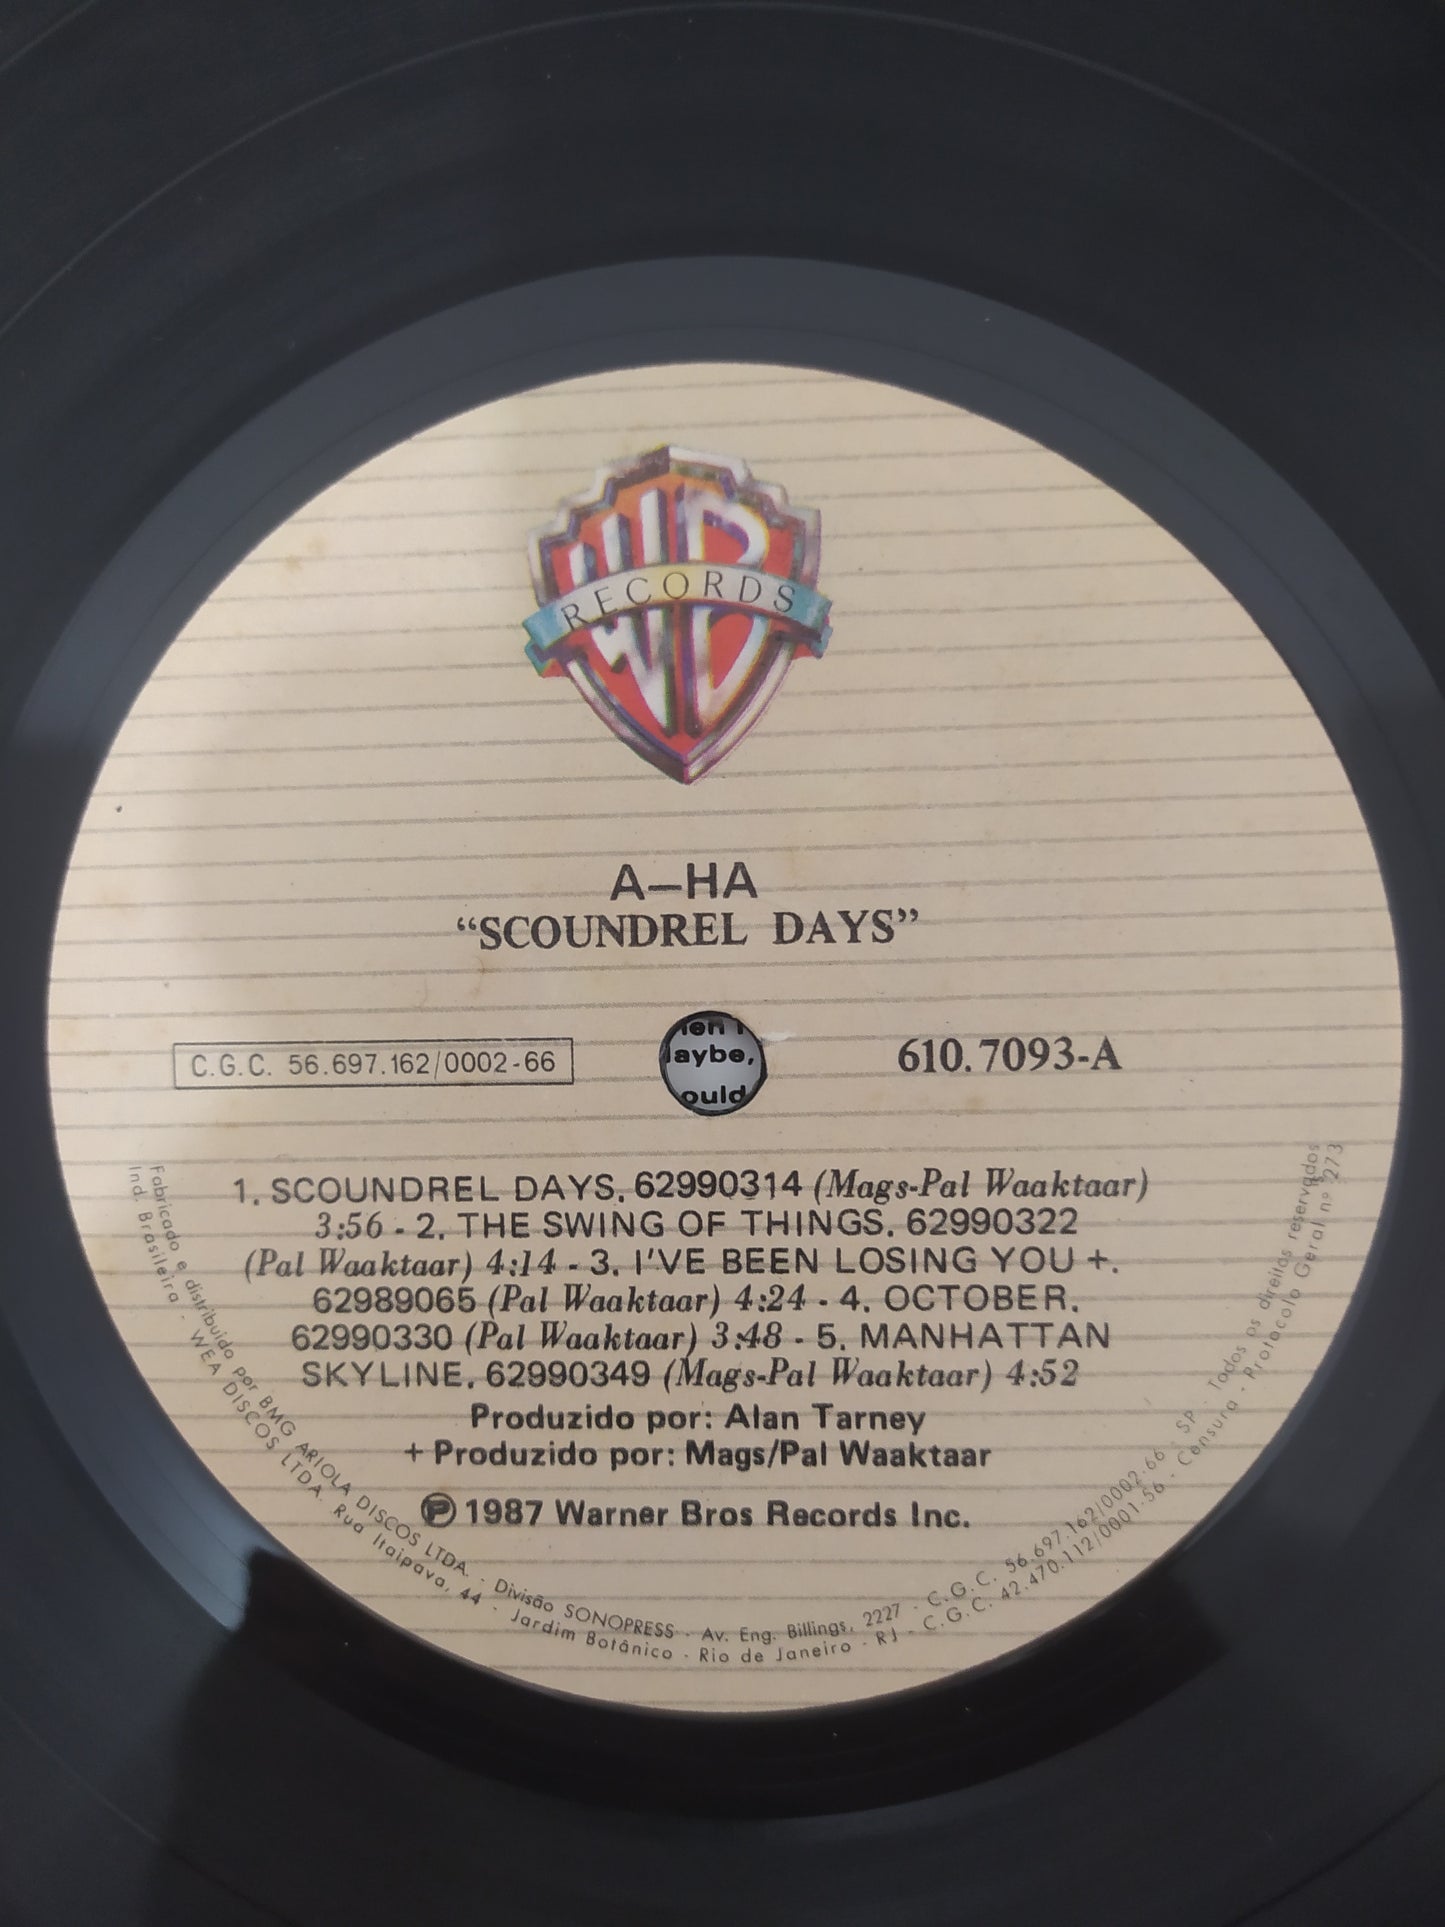 WB
RECORDS
A–HA
“SCOUNDREL DAYS”
C.G.C. 56.697.162/0002-66
610.7093-A
1. SCOUNDREL DAYS. 62990314 (Mags-Pal Waaktaar)
3:56 - 2. THE SWING OF THINGS. 62990322
(Pal Waaktaar) 4:14 - 3. I'VE BEEN LOSING YOU +.
62989065 (Pal Waaktaar) 4:24 - 4. OCTOBER.
62990330 (Pal Waaktaar) 3:48 - 5. MANHATTAN
SKYLINE. 62990349 (Mags-Pal Waaktaar) 4:52
Produzido por: Alan Tarney
+ Produzido por: Mags/Pal Waaktaar
Ⓟ 1987 Warner Bros Records Inc.
Fabricado e distribuido por BMG ARIOLA DISCOS LTDA. - Divisão SONOPRESS - Av. Eng. Billings, 2227 - C.G.C. 56.697.162/0002-66 - SP - Todos os direitos reservados
Ind. Brasileira - WEA DISCOS LTDA. Rua Itaipava, 44 - Jardim Botânico - Rio de Janeiro - RJ - C.G.C. 42.470.112/0001-56 - Censura - Protocolo Geral nº 273
aybe,
ould